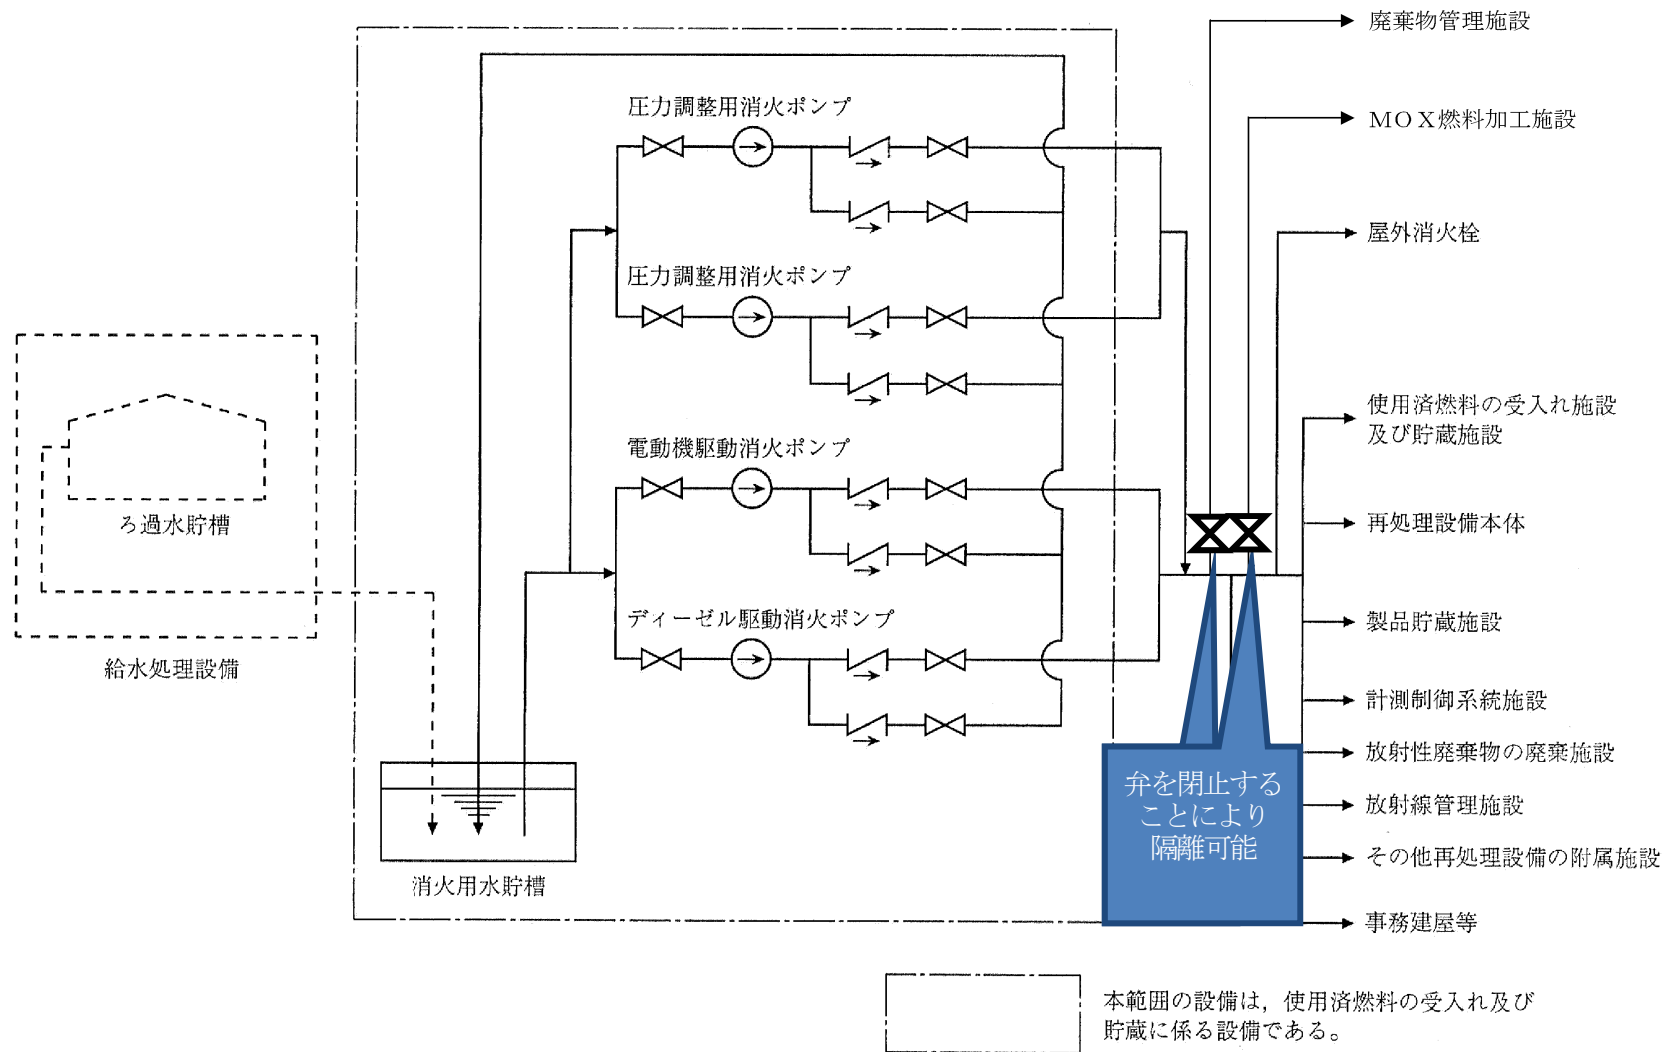 廃棄物管理施設
ＭＯＸ燃料加工施設
屋外消火栓
圧力調整用消火ポンプ
圧力調整用消火ポンプ
電動機駆動消火ポンプ
ディーゼル駆動消火ポンプ
ろ過水貯槽
給水処理設備
消火用水貯槽
使用済燃料の受入れ施設
及び貯蔵施設
再処理設備本体
製品貯蔵施設
計測制御系統施設
放射性廃棄物の廃棄施設
放射線管理施設
その他再処理設備の附属施設
事務建屋等
弁を閉止する
ことにより
隔離可能
本範囲の設備は，使用済燃料の受入れ及び
貯蔵に係る設備である。